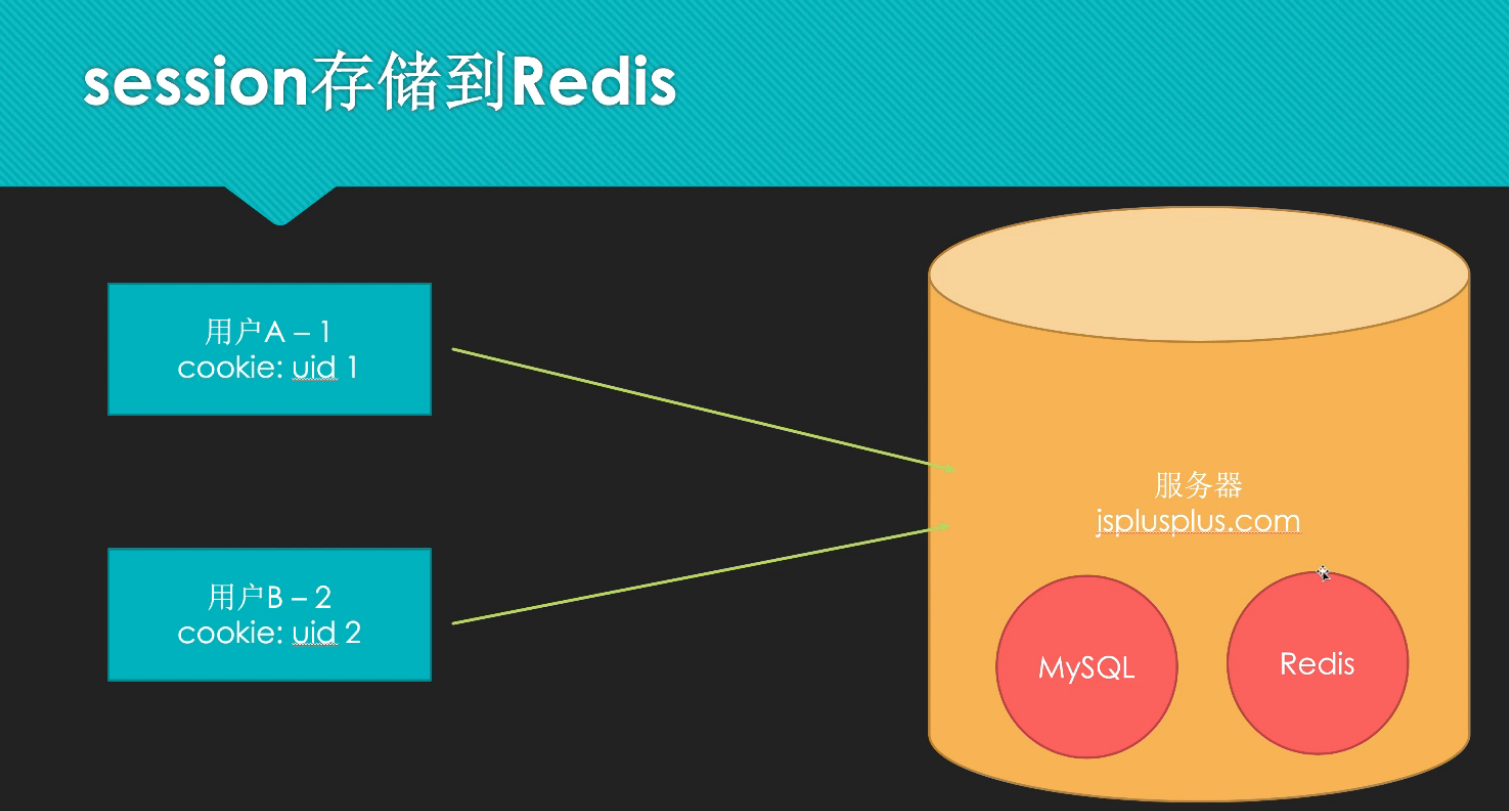 session存储到Redis
用户A – 1
cookie: uid 1
用户B – 2
cookie: uid 2
服务器
jsplusplus.com
MySQL
Redis